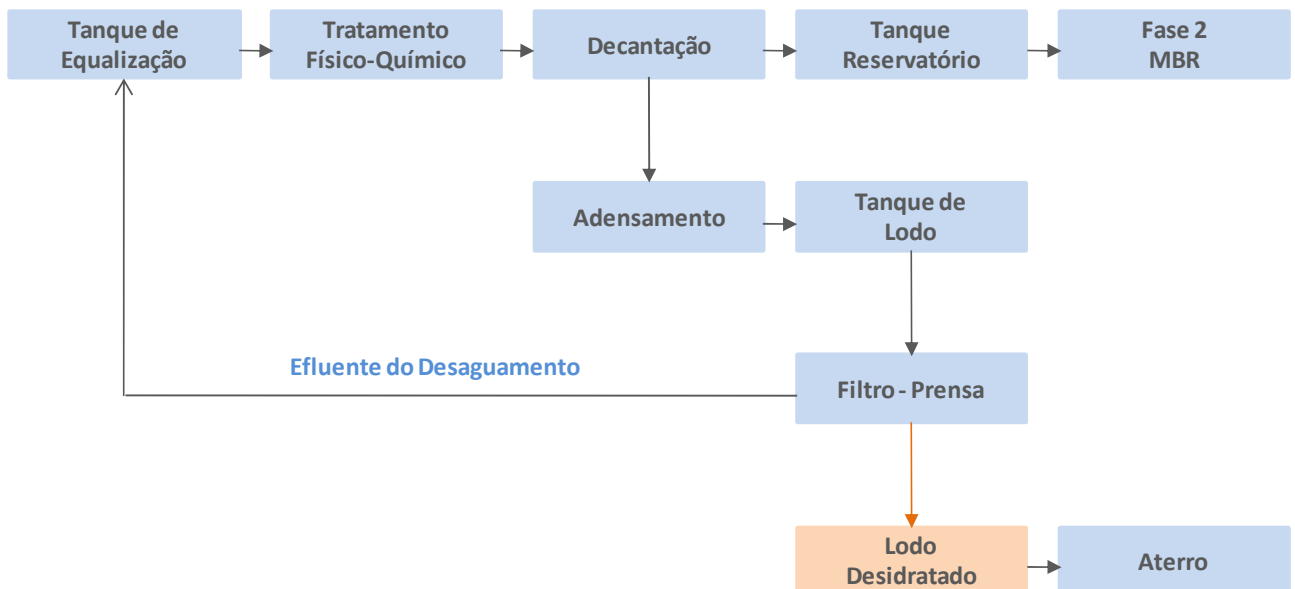 Tanque de
Equalização
Tratamento
Físico-Químico
Decantação
Tanque
Reservatório
Fase 2
MBR
Adensamento
Tanque de
Lodo
Efluente do Desaguamento
Filtro - Prensa
Lodo
Desidratado
Aterro